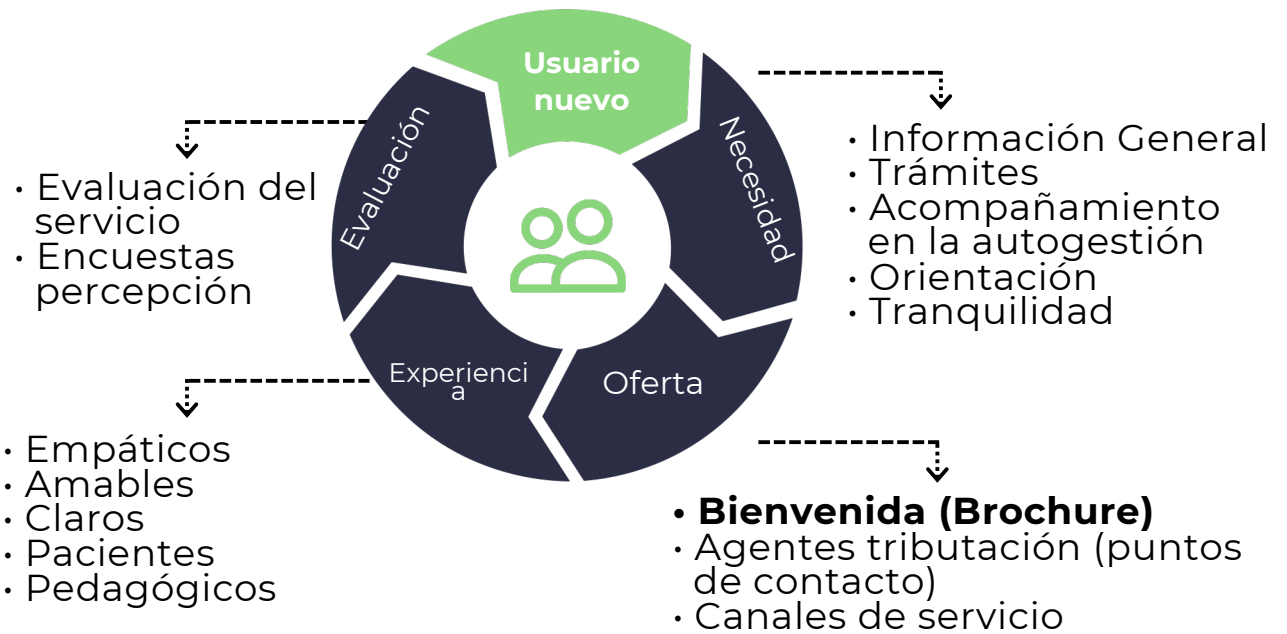 Usuario
nuevo
Necesidad
· Información General
· Trámites
· Acompañamiento
en la autogestión
· Orientación
· Tranquilidad
Oferta
• Bienvenida (Brochure)
· Agentes tributación (puntos
de contacto)
· Canales de servicio
Experienci
a
· Empáticos
· Amables
· Claros
· Pacientes
· Pedagógicos
Evaluación
· Evaluación del
servicio
· Encuestas
percepción